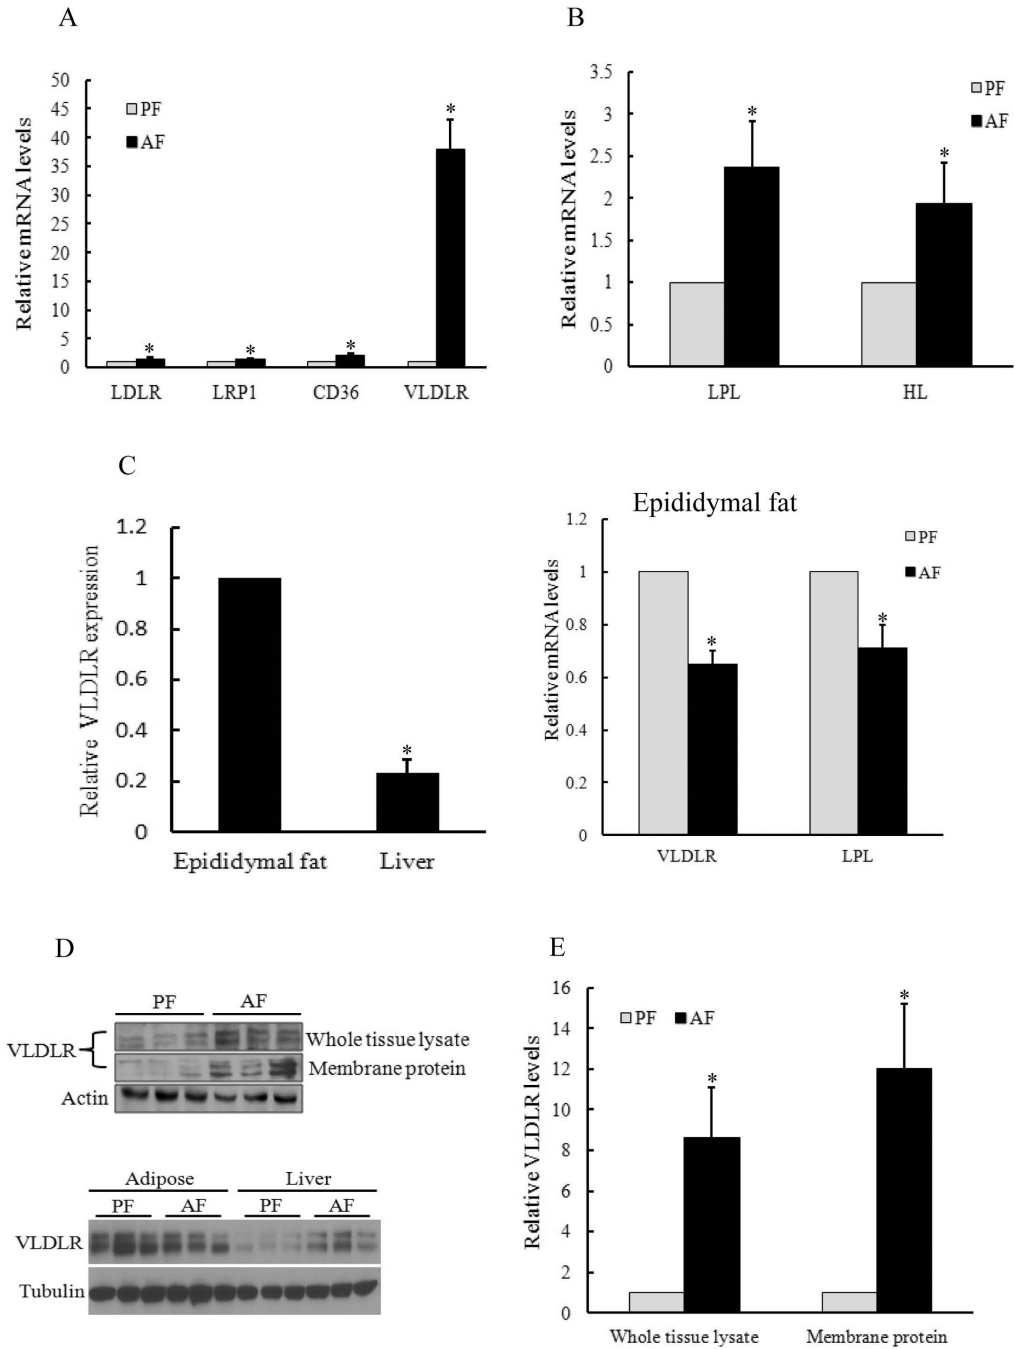 A
Relative mRNA levels
50
45
40
35
30
25
20
15
10
5
0
PF
AF
*
*
*
*
LDLR LRP1 CD36 VLDLR
B
Relative mRNA levels
3.5
3
2.5
2
1.5
1
0.5
0
PF
AF
*
*
LPL HL
C
Relative VLDLR expression
1.2
1
0.8
0.6
0.4
0.2
0
*
Epididymal fat Liver
Epididymal fat
Relative mRNA levels
1.2
1
0.8
0.6
0.4
0.2
0
PF
AF
*
*
VLDLR LPL
D
PF AF
VLDLR
Whole tissue lysate
Membrane protein
Actin
Adipose Liver
PF AF PF AF
VLDLR
Tubulin
E
Relative VLDLR levels
16
14
12
10
8
6
4
2
0
PF AF
*
*
Whole tissue lysate Membrane protein